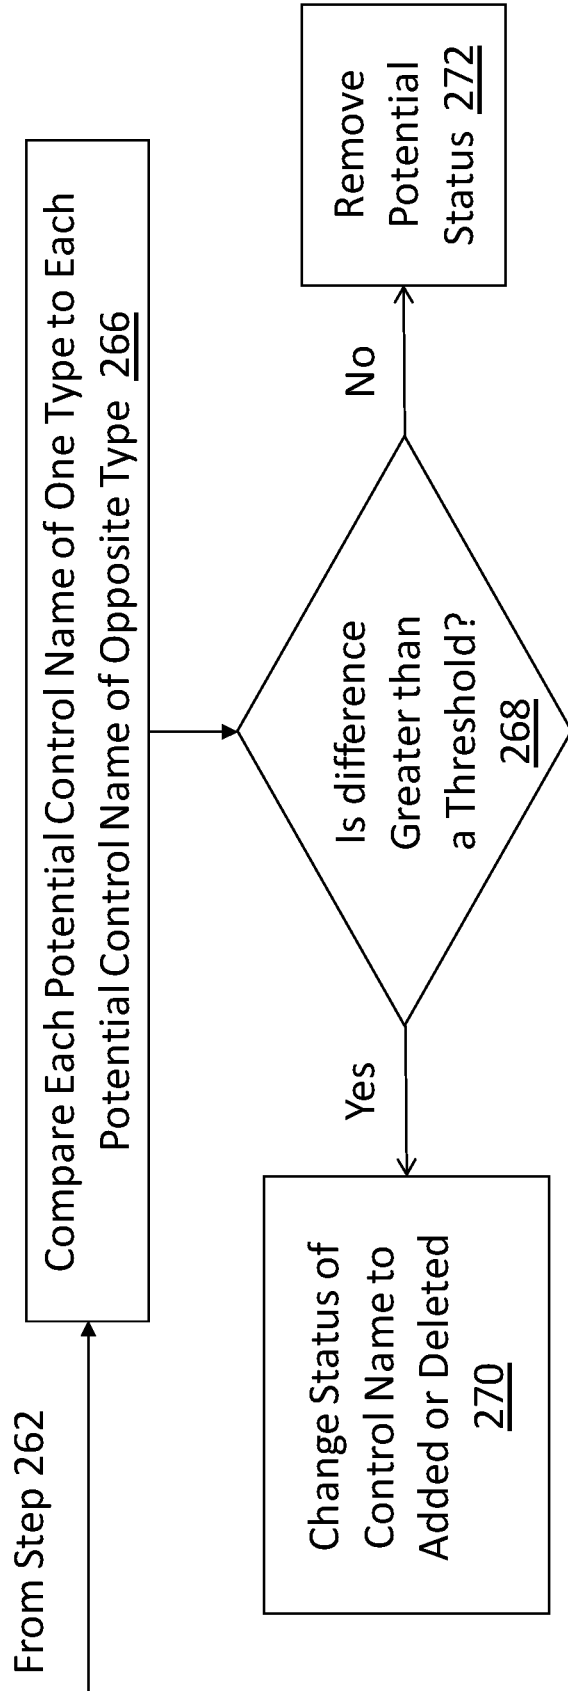 From Step 262
Compare Each Potential Control Name of One Type to Each
Potential Control Name of Opposite Type 266
Is difference
Greater than
a Threshold?
268
Yes
No
Change Status of
Control Name to
Added or Deleted
270
Remove
Potential
Status 272